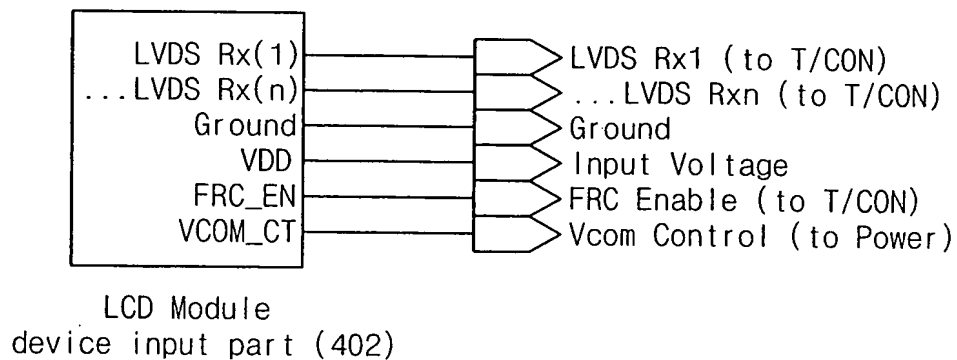 LVDS Rx(1) LVDS Rx1 (to T/CON)
...LVDS Rx(n) ...LVDS Rxn (to T/CON)
Ground Ground
VDD Input Voltage
FRC_EN FRC Enable (to T/CON)
VCOM_CT Vcom Control (to Power)
LCD Module
device input part (402)